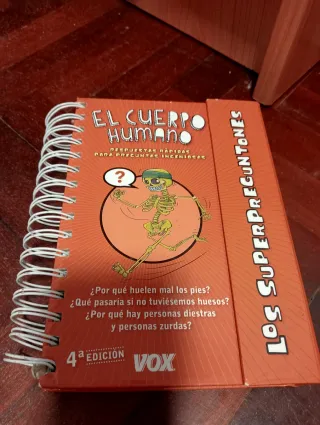 EL CUERPO
HUMANO
RESPUESTAS RÁPIDAS
PARA PREGUNTAS INGENIOSAS
?
¿Por qué huelen mal los pies?
¿Qué pasaría si no tuviésemos huesos?
¿Por qué hay personas diestras
y personas zurdas?
4ª EDICIÓN
VOX
LOS SUPERPREGUNTONES